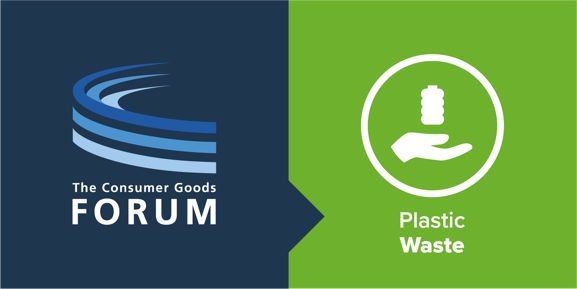 The Consumer Goods
FORUM
Plastic
Waste